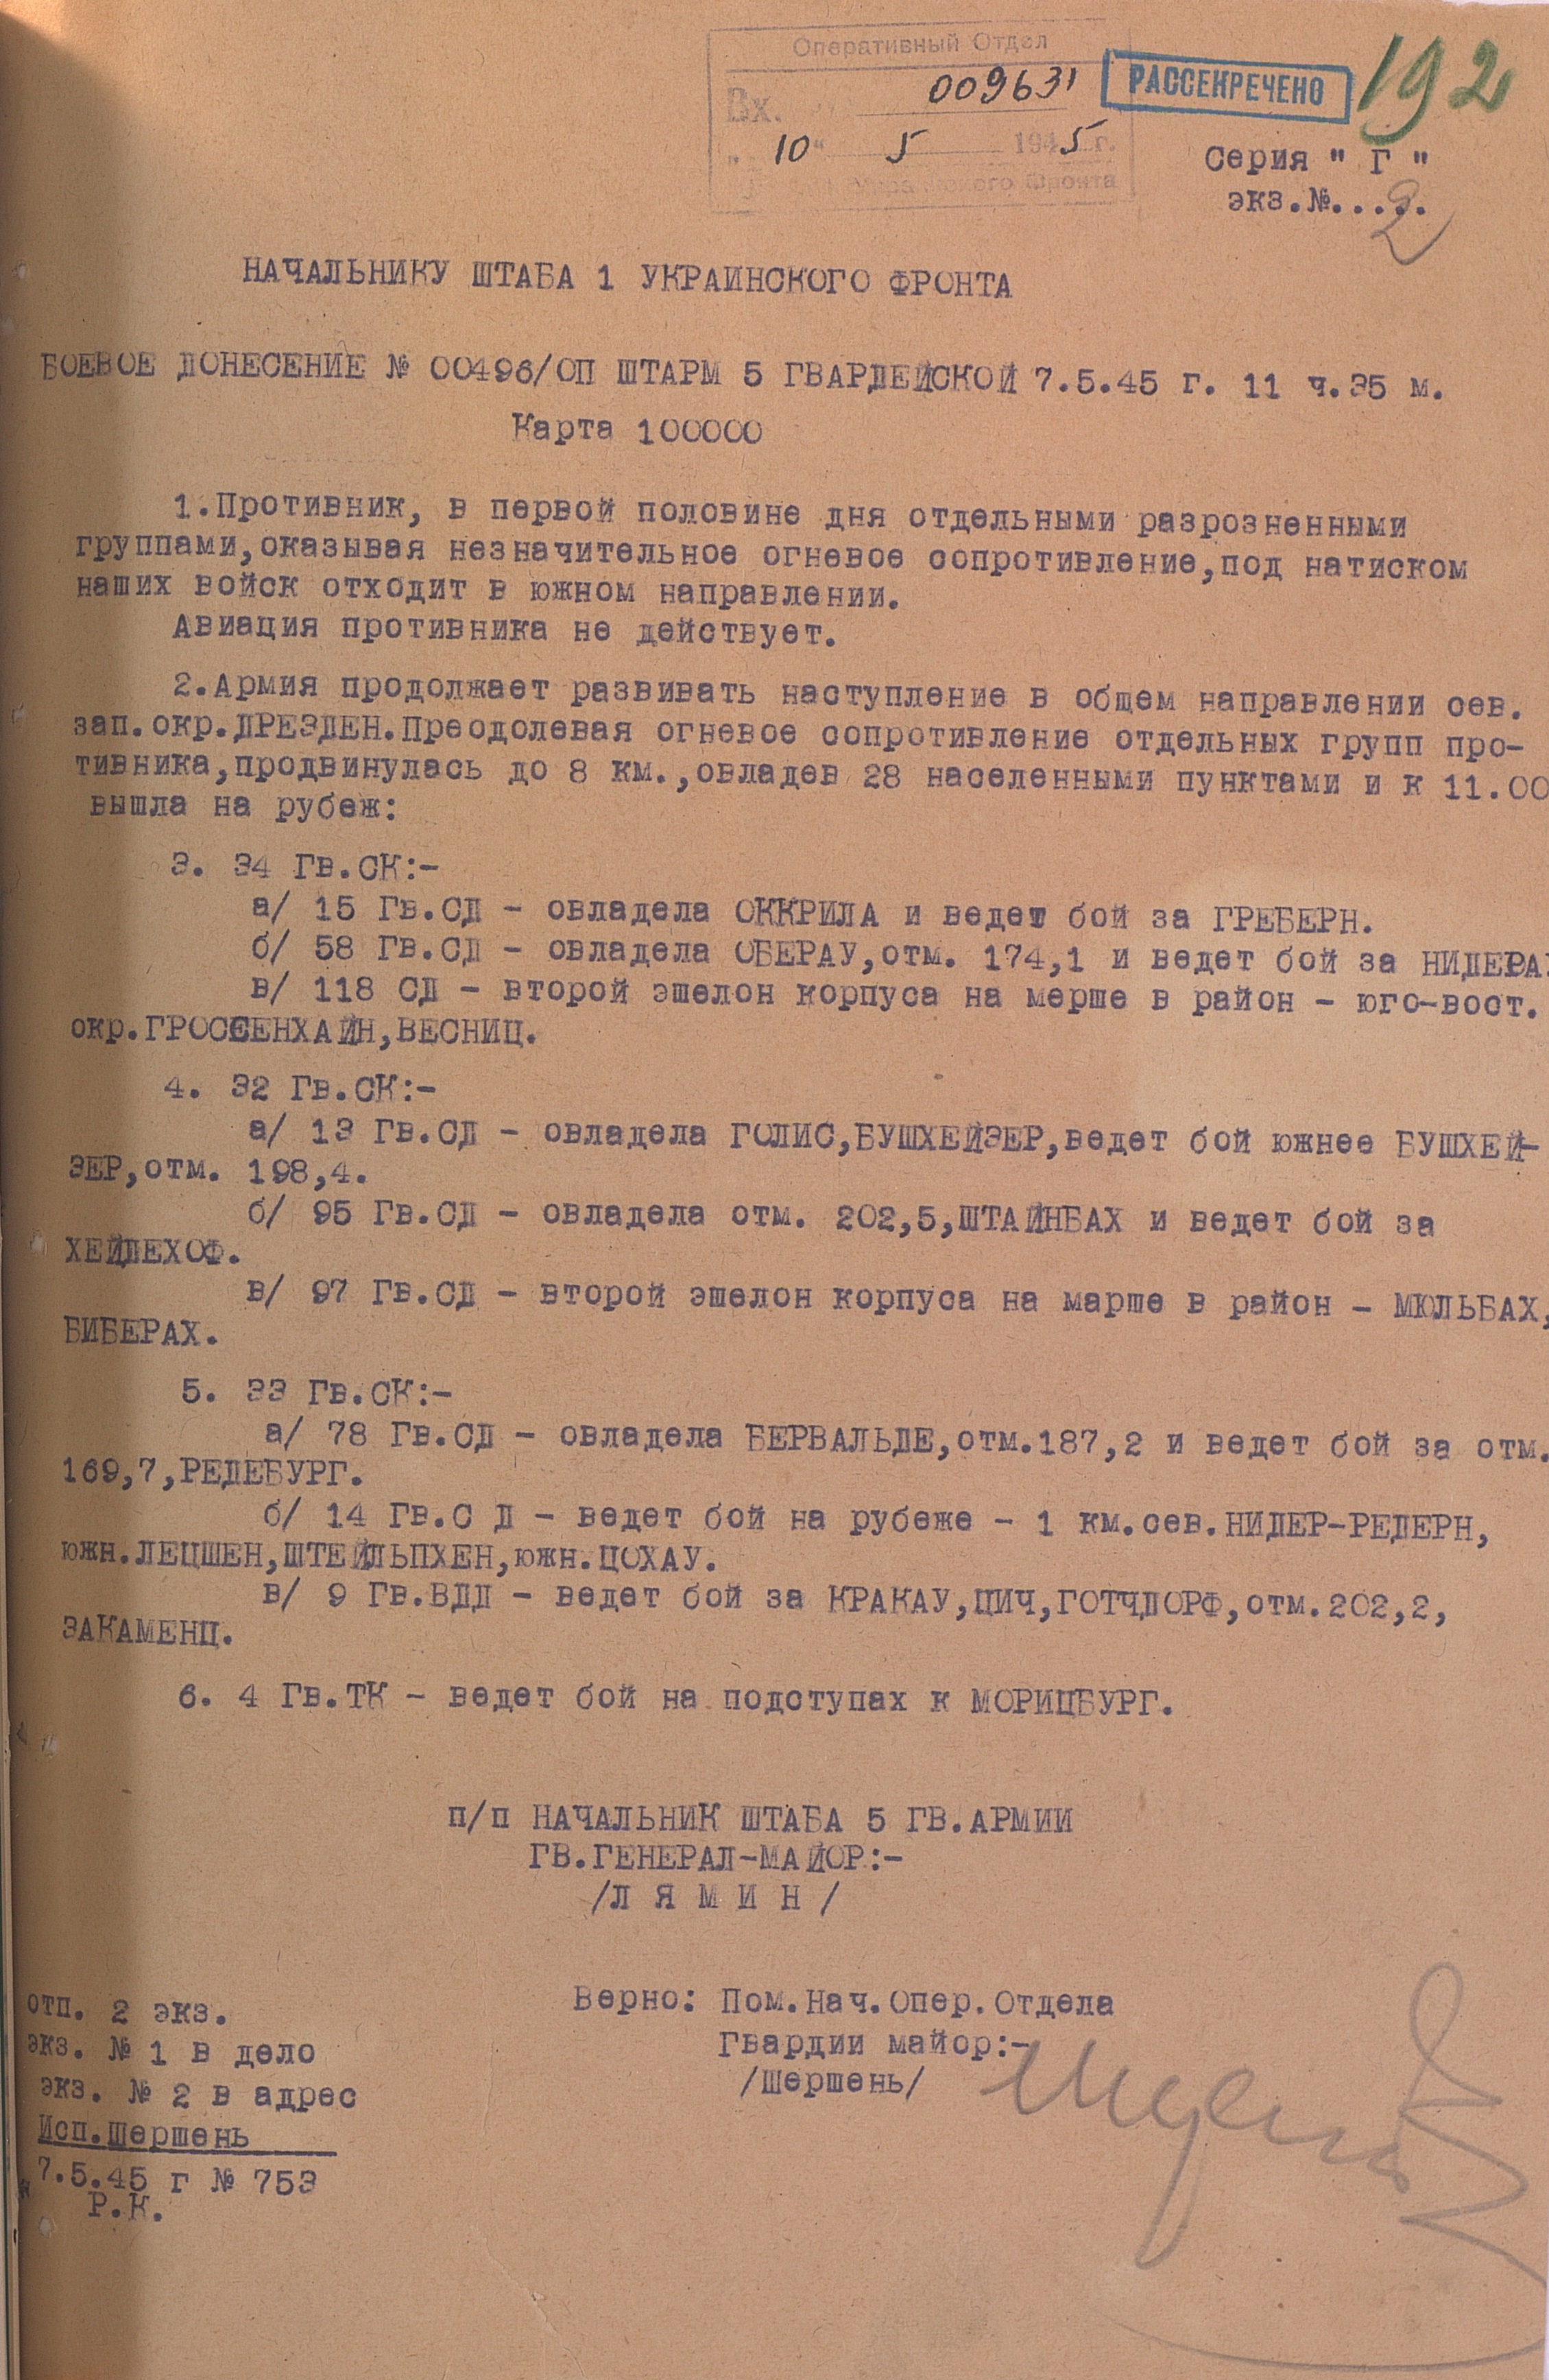 Оперативный Отдел
Вх. 009631
РАССЕКРЕЧЕНО
192
„ 10 “ 5 1945 г.
Серия " Г "
Фронта
экз.№..... 2
НАЧАЛЬНИКУ ШТАБА 1 УКРАИНСКОГО ФРОНТА
БОЕВОЕ ДОНЕСЕНИЕ № 00496/ОП ШТАРМ 5 ГВАРДЕЙСКОЙ 7.5.45 г. 11 ч.35 м.
Карта 100000
1.Противник, в первой половине дня отдельными разрозненными
группами,оказывая незначительное огневое сопротивление,под натиском
наших войск отходит в южном направлении.
Авиация противника не действует.
2.Армия продолжает развивать наступление в общем направлении сев.
зап.окр.ДРЕЗДЕН.Преодолевая огневое сопротивление отдельных групп про-
тивника,продвинулась до 8 км.,овладев 28 населенными пунктами и к 11.00
вышла на рубеж:
3. 34 Гв.СК:-
а/ 15 Гв.СД - овладела ОККРИЛА и ведет бой за ГРЕБЕРН.
б/ 58 Гв.СД - овладела ОБЕРАУ,отм. 174,1 и ведет бой за
в/ 118 СД - второй эшелон корпуса на мерше в район - юго-вост.
окр.ГРОССЕНХАЙН,ВЕСНИЦ.
4. 32 Гв.СК:-
а/ 13 Гв.СД - овладела ГОЛИС,БУШХЕЙЗЕР,ведет бой южнее БУШХЕЙ-
ЗЕР,отм. 198,4.
б/ 95 Гв.СД - овладела отм. 202,5,ШТАЙНБАХ и ведет бой за
ХЕЙДЕХОФ.
в/ 97 Гв.СД - второй эшелон корпуса на марше в район - МЮЛЬБАХ,
БИБЕРАХ.
5. 33 Гв.СК:-
а/ 78 Гв.СД - овладела БЕРВАЛЬДЕ,отм.187,2 и ведет бой за отм.
169,7,РЕДЕБУРГ.
б/ 14 Гв.С Д - ведет бой на рубеже - 1 км.сев.НИДЕР-РЕДЕРН,
южн.ЛЕЦШЕН,ШТЕЙЛЬПХЕН,южн.ЦОХАУ.
в/ 9 Гв.ВДД - ведет бой за КРАКАУ,ЦИЧ,ГОТЧДОРФ,отм.202,2,
ЗАКАМЕНЦ.
6. 4 Гв.ТК - ведет бой на подступах к МОРИЦБУРГ.
п/п НАЧАЛЬНИК ШТАБА 5 ГВ.АРМИИ
ГВ.ГЕНЕРАЛ-МАЙОР:-
/Л Я М И Н/
Верно: Пом.Нач.Опер.Отдела
Гвардии майор:-
/Шершень/
отп. 2 экз.
экз. № 1 в дело
экз. № 2 в адрес
Исп.Шершень
7.5.45 г № 753
Р.К.